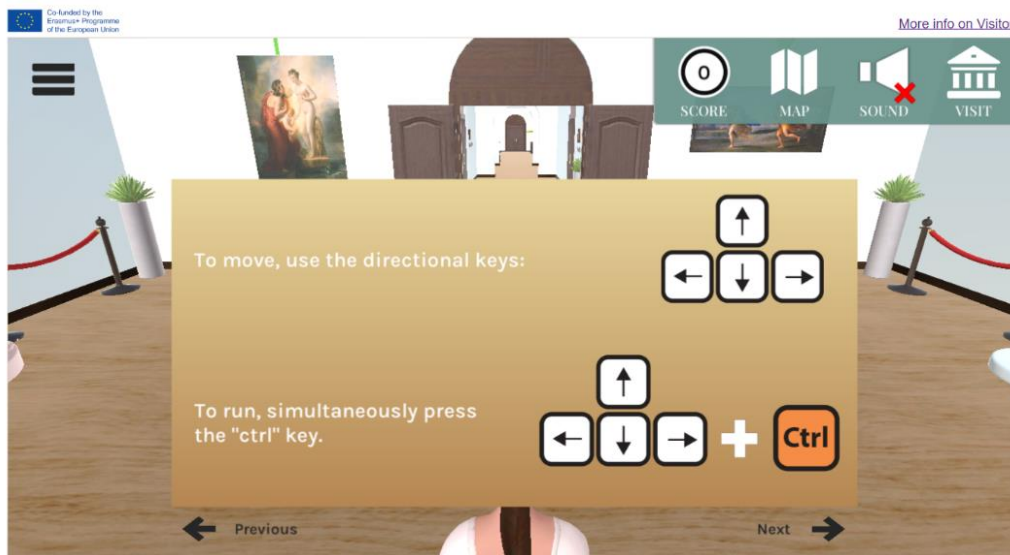 Co-funded by the
Erasmus+ Programme
of the European Union
More info on Visito
0
SCORE
MAP
SOUND
VISIT
To move, use the directional keys:
To run, simultaneously press
the "ctrl" key.
Ctrl
Previous
Next